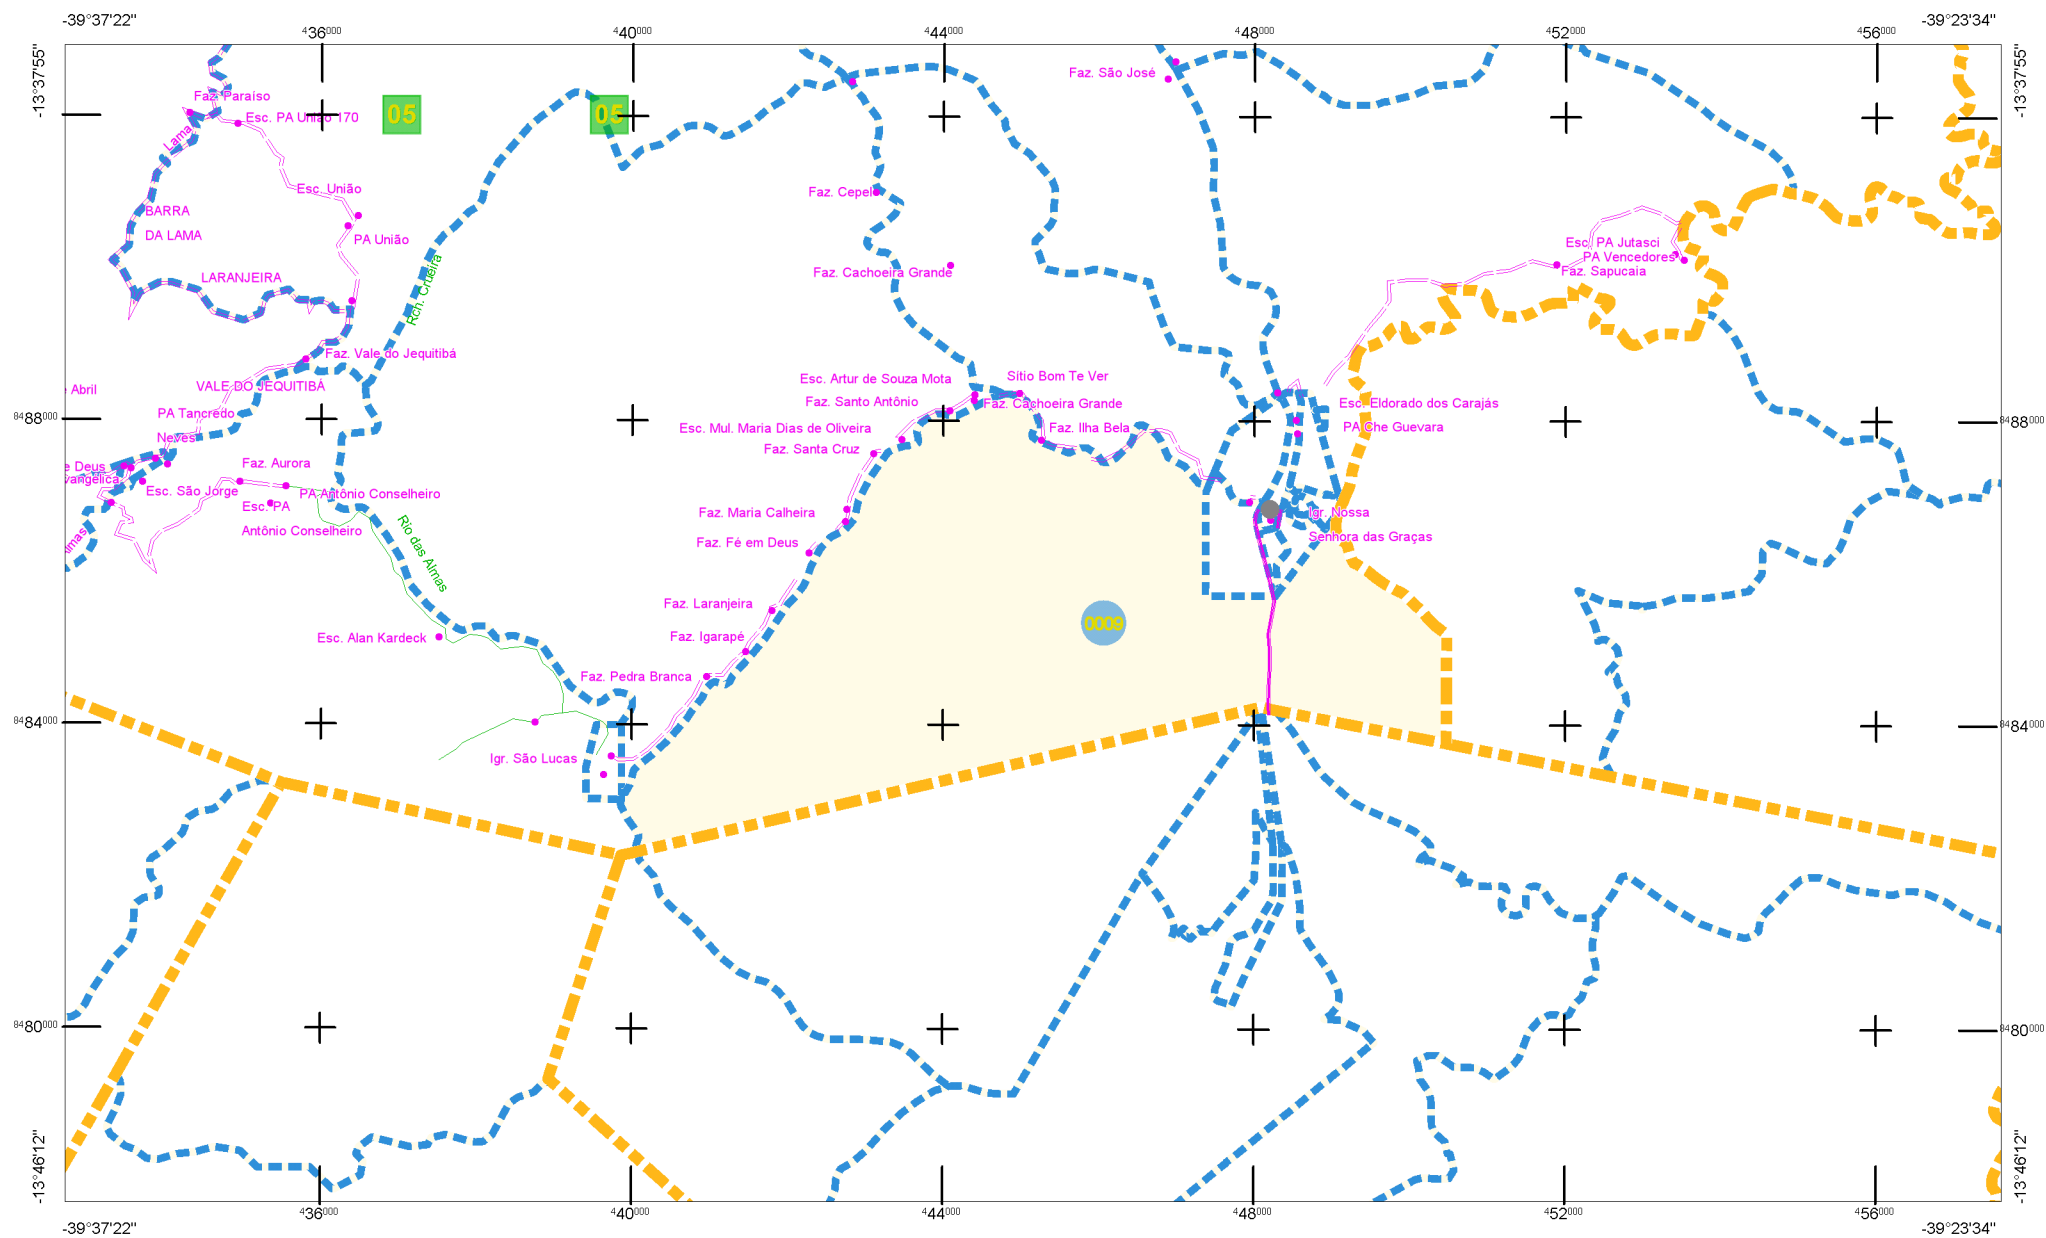 -39°37'22" -39°23'34"
436000 440000 444000 448000 452000 456000
-13°37'55" -13°37'55"
Faz. São José
Faz. Paraíso
05 05
Esc. PA União 170
Lama
Esc. União
Faz. Cepel
BARRA
DA LAMA
PA União
Esc. PA Jutasci
PA Vencedores
Faz. Sapucaia
LARANJEIRA
Faz. Cachoeira Grande
Rch. Criueira
Faz. Vale do Jequitibá
VALE DO JEQUITIBÁ
Esc. Artur de Souza Mota
Sítio Bom Te Ver
e Abril
Faz. Santo Antônio
Faz. Cachoeira Grande
Esc. Eldorado dos Carajás
8488000 8488000
PA Tancredo
Neves
Esc. Mul. Maria Dias de Oliveira
Faz. Ilha Bela
PA Che Guevara
Faz. Santa Cruz
e Deus
vangélica
Faz. Aurora
Esc. São Jorge
PA Antônio Conselheiro
Esc. PA
Antônio Conselheiro
Faz. Maria Calheira
Igr. Nossa
Senhora das Graças
lmas
Rio das Almas
Faz. Fé em Deus
Faz. Laranjeira
0009
Esc. Alan Kardeck
Faz. Igarapé
Faz. Pedra Branca
8484000 8484000
Igr. São Lucas
8480000 8480000
-13°46'12" -13°46'12"
436000 440000 444000 448000 452000 456000
-39°37'22" -39°23'34"